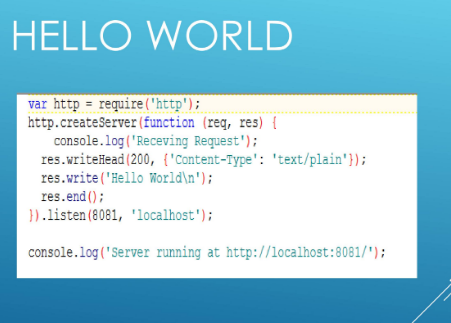 HELLO WORLD
var http = require('http');
http.createServer(function (req, res) {
    console.log('Receving Request');
  res.writeHead(200, {'Content-Type': 'text/plain'});
  res.write('Hello World\n');
  res.end();
}).listen(8081, 'localhost');
console.log('Server running at http://localhost:8081/');